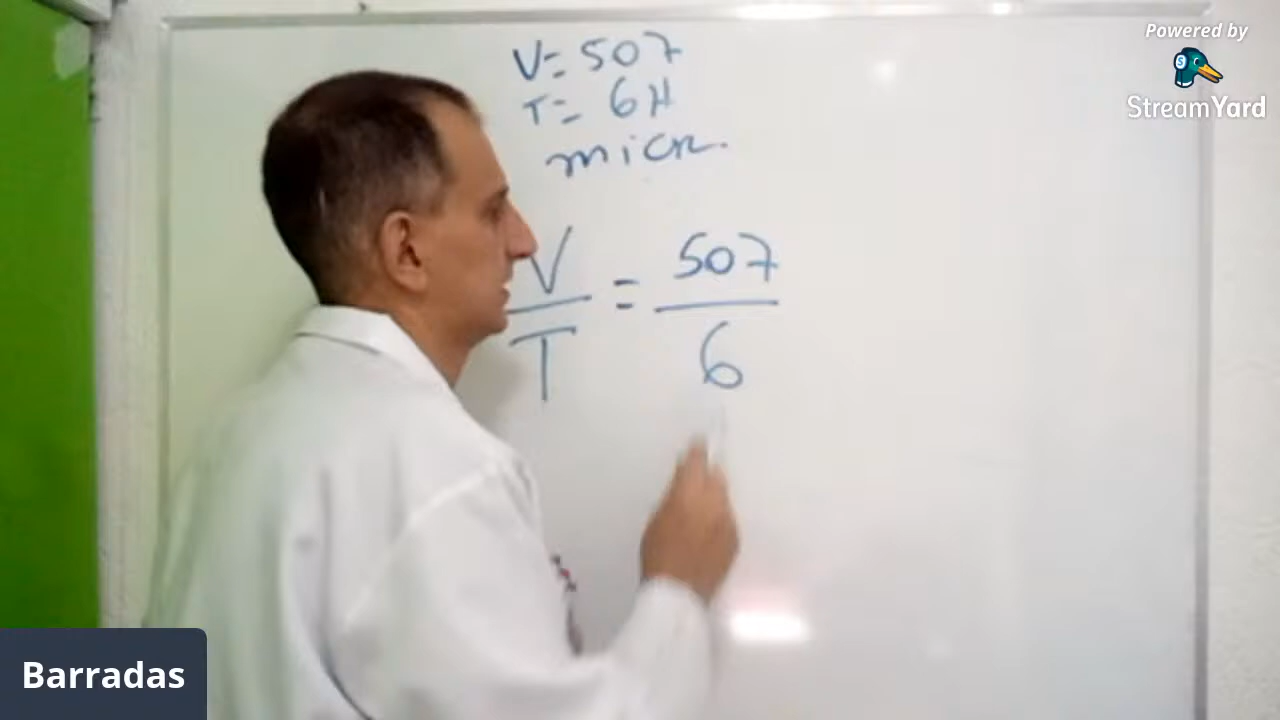 Powered by
StreamYard
V= 507
T= 6H
micr.
V/T = 507/6
Barradas